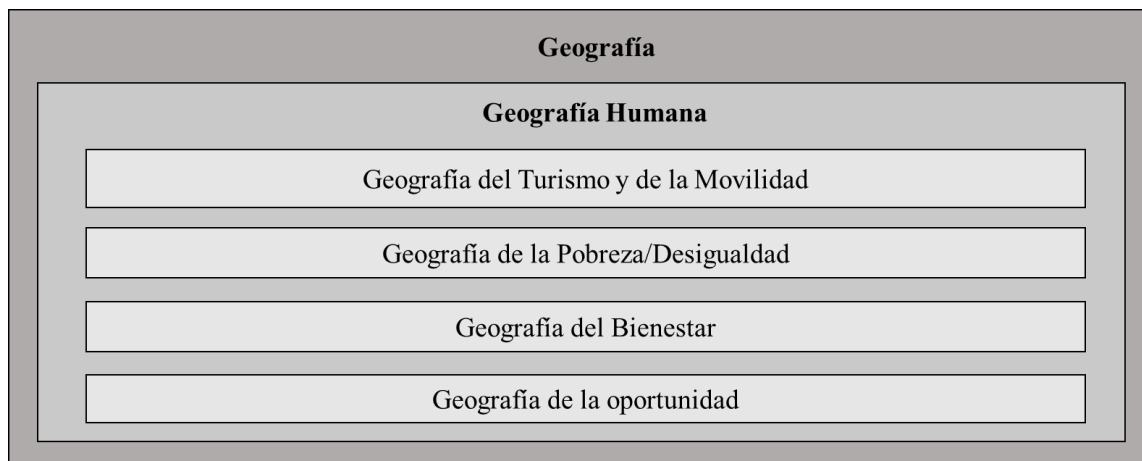 Geografía
Geografía Humana
Geografía del Turismo y de la Movilidad
Geografía de la Pobreza/Desigualdad
Geografía del Bienestar
Geografía de la oportunidad